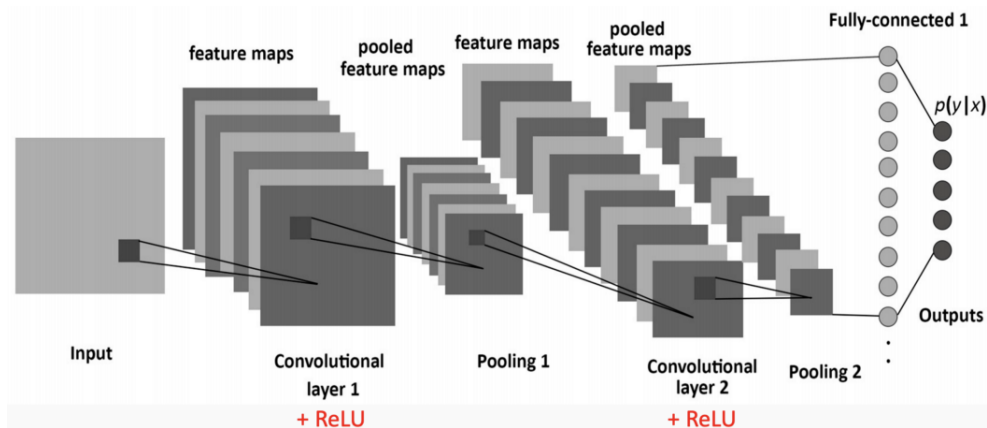 Fully-connected 1
feature maps
pooled
feature maps
feature maps
pooled
feature maps
p(y|x)
Input
Convolutional
layer 1
+ ReLU
Pooling 1
Convolutional
layer 2
+ ReLU
Pooling 2
Outputs